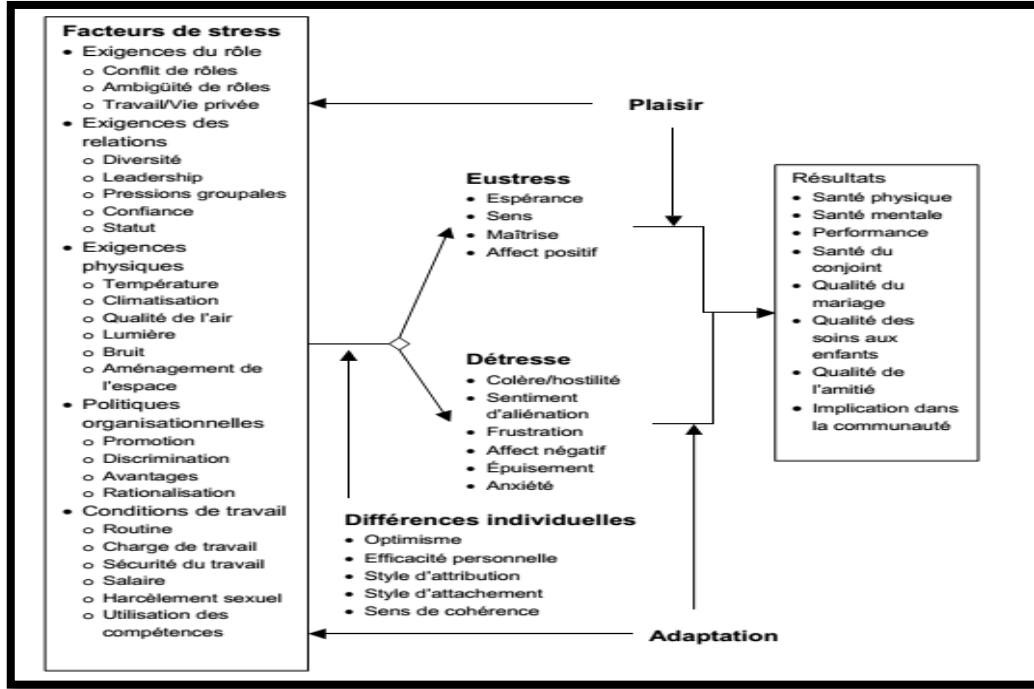 Facteurs de stress
• Exigences du rôle
o Conflit de rôles
o Ambigüité de rôles
o Travail/Vie privée
• Exigences des
relations
o Diversité
o Leadership
o Pressions groupales
o Confiance
o Statut
• Exigences
physiques
o Température
o Climatisation
o Qualité de l'air
o Lumière
o Bruit
o Aménagement de
l'espace
• Politiques
organisationnelles
o Promotion
o Discrimination
o Avantages
o Rationalisation
• Conditions de travail
o Routine
o Charge de travail
o Sécurité du travail
o Salaire
o Harcèlement sexuel
o Utilisation des
compétences
Plaisir
Eustress
• Espérance
• Sens
• Maîtrise
• Affect positif
Détresse
• Colère/hostilité
• Sentiment
d'aliénation
• Frustration
• Affect négatif
• Épuisement
• Anxiété
Différences individuelles
• Optimisme
• Efficacité personnelle
• Style d'attribution
• Style d'attachement
• Sens de cohérence
Adaptation
Résultats
• Santé physique
• Santé mentale
• Performance
• Santé du
conjoint
• Qualité du
mariage
• Qualité des
soins aux
enfants
• Qualité de
l'amitié
• Implication dans
la communauté